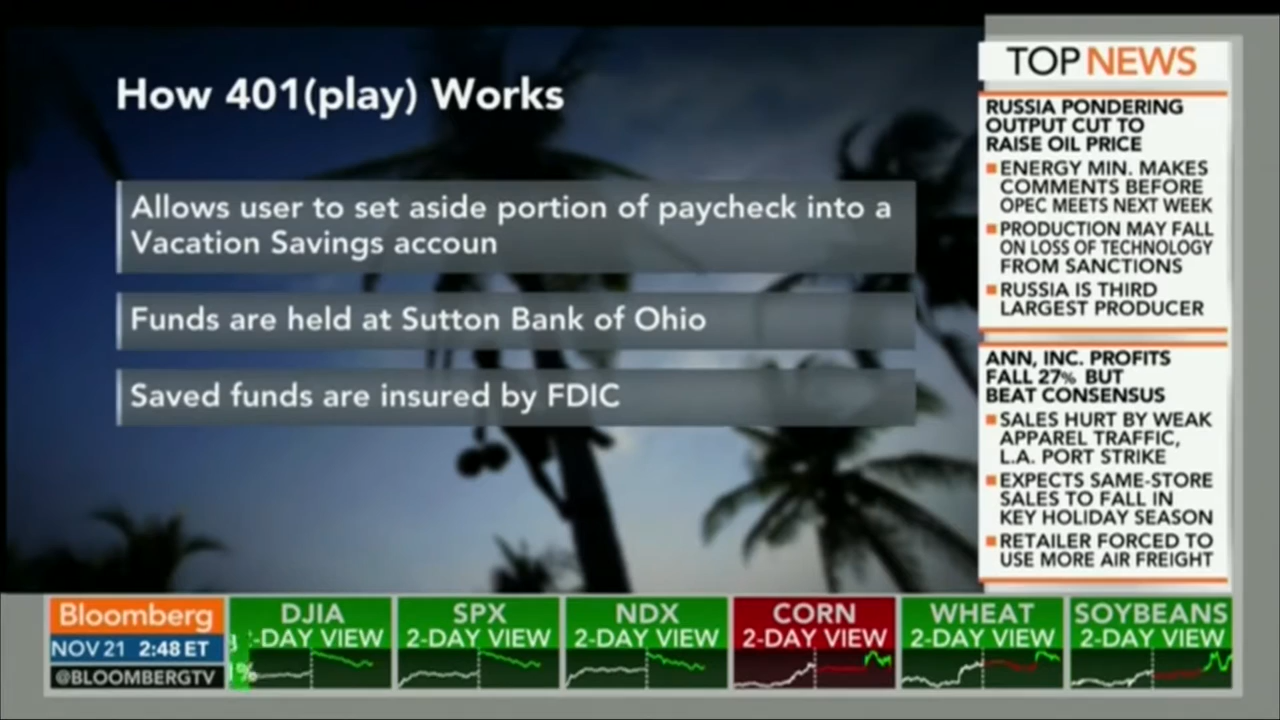 How 401(play) Works
Allows user to set aside portion of paycheck into a
Vacation Savings accoun
Funds are held at Sutton Bank of Ohio
Saved funds are insured by FDIC
TOP NEWS
RUSSIA PONDERING
OUTPUT CUT TO
RAISE OIL PRICE
ENERGY MIN. MAKES
COMMENTS BEFORE
OPEC MEETS NEXT WEEK
PRODUCTION MAY FALL
ON LOSS OF TECHNOLOGY
FROM SANCTIONS
RUSSIA IS THIRD
LARGEST PRODUCER
ANN, INC. PROFITS
FALL 27% BUT
BEAT CONSENSUS
SALES HURT BY WEAK
APPAREL TRAFFIC,
L.A. PORT STRIKE
EXPECTS SAME-STORE
SALES TO FALL IN
KEY HOLIDAY SEASON
RETAILER FORCED TO
USE MORE AIR FREIGHT
Bloomberg
NOV 21 2:48 ET
@BLOOMBERGTV
DJIA
-DAY VIEW
SPX
2-DAY VIEW
NDX
2-DAY VIEW
CORN
2-DAY VIEW
WHEAT
2-DAY VIEW
SOYBEANS
2-DAY VIEW